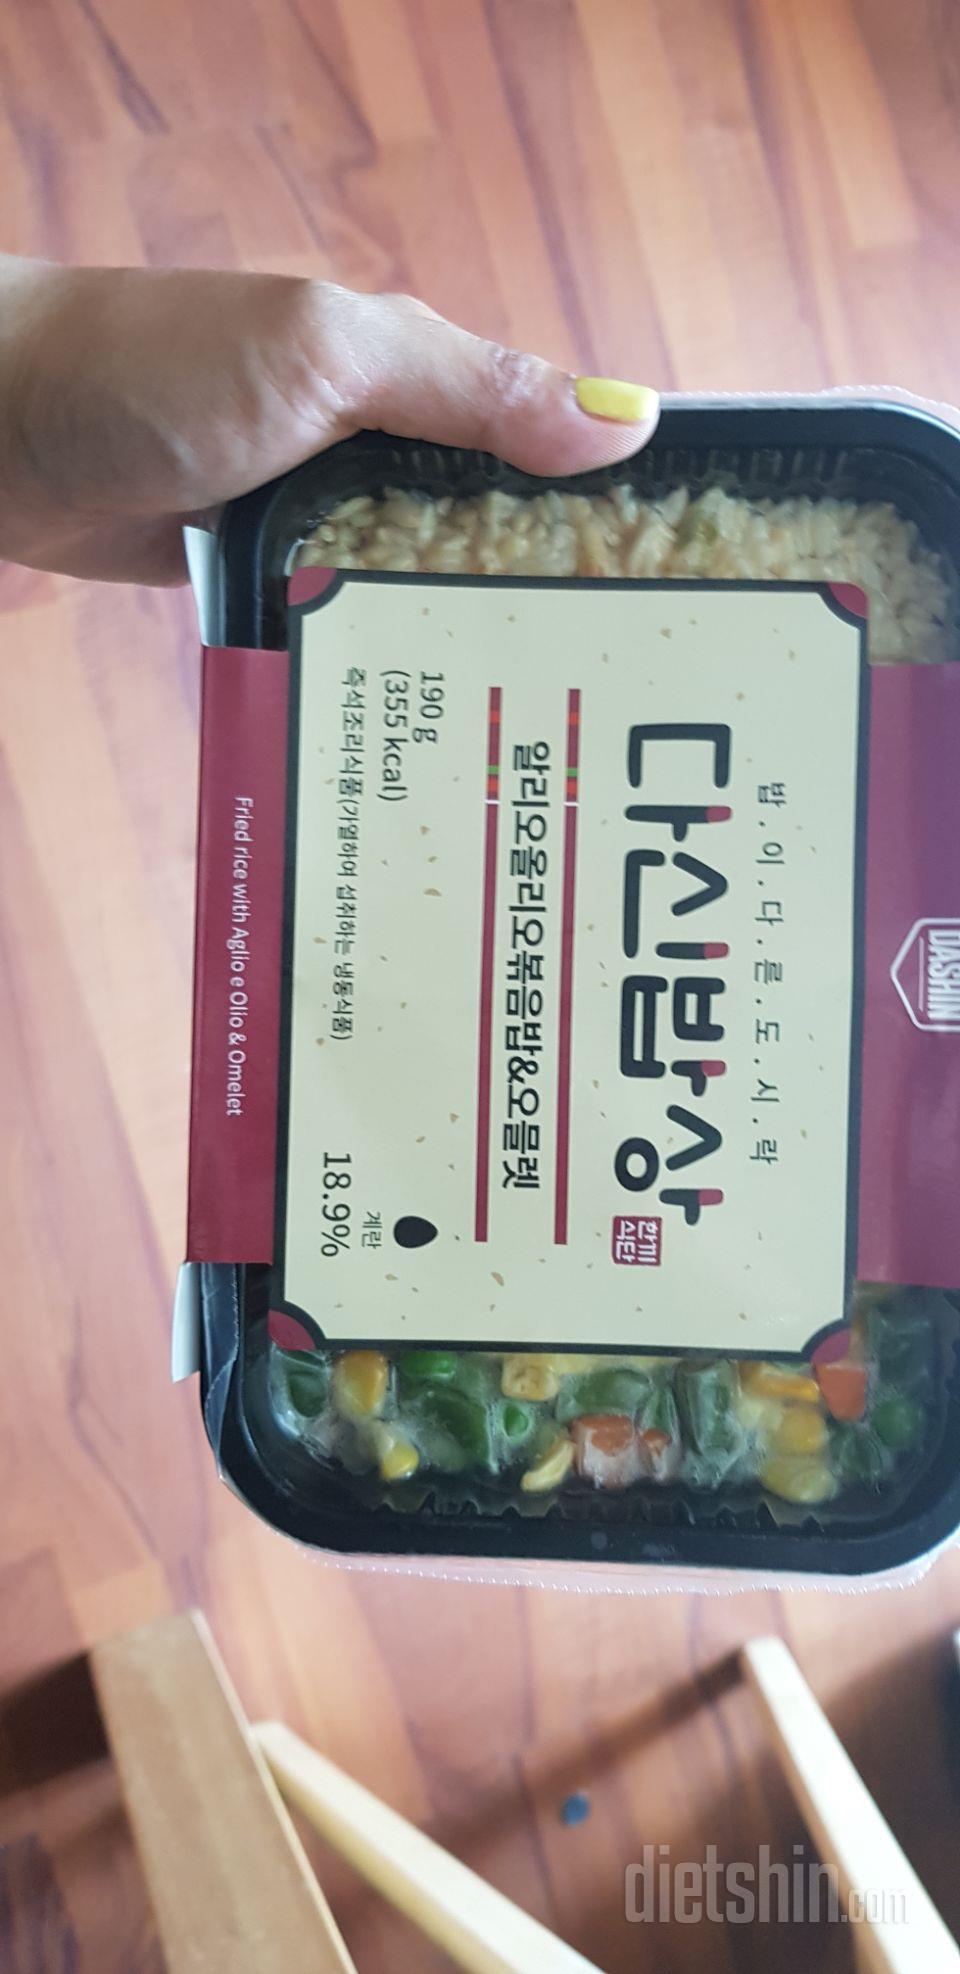 DASHIN
밥.이.다.른.도.시.락
다신밥상
한끼
식단
알리오올리오볶음밥&오믈렛
190 g
(355 kcal)
즉석조리식품(가열하여 섭취하는 냉동식품)
계란
18.9%
Fried rice with Aglio e Olio & Omelet
dietshin.com